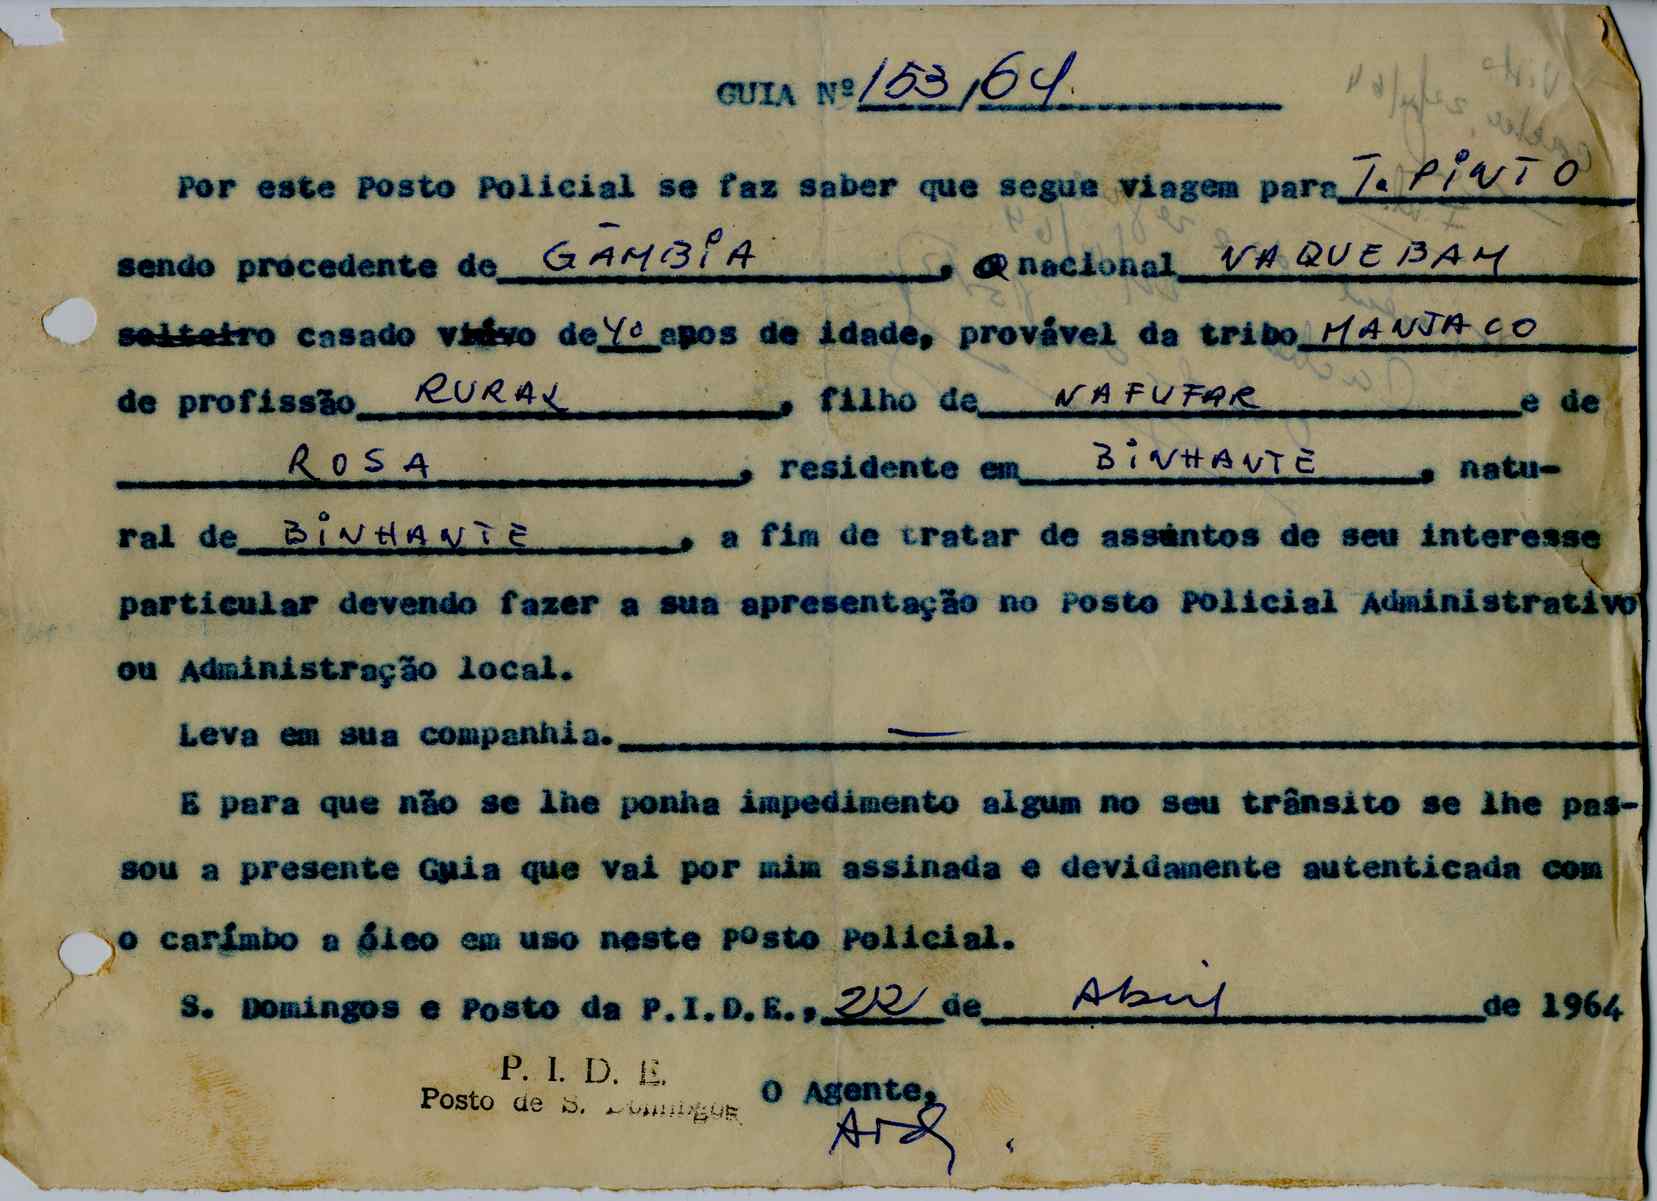 GUIA Nº 153,64
Por este Posto Policial se faz saber que segue viagem para Ta PiNTO
sendo procedente de GÂMBiA, o nacional NAQUEBAM
solteiro casado viúvo de 40 anos de idade, provável da tribo MANJACO
de profissão RURAL, filho de NAFUFAR e de
ROSA, residente em BiNHANTE, natu-
ral de BiNHANTE, a fim de tratar de assuntos de seu interesse
particular devendo fazer a sua apresentação no Posto Policial Administrativo
ou Administração local.
Leva em sua companhia. —
E para que não se lhe ponha impedimento algum no seu trânsito se lhe pas-
sou a presente Guia que vai por mim assinada e devidamente autenticada com
o carímbo a óleo em uso neste Posto Policial.
S. Domingos e Posto da P.I.D.E., 22 de Abril de 1964
P. I. D. E.
Posto de S. Domingos
O Agente,